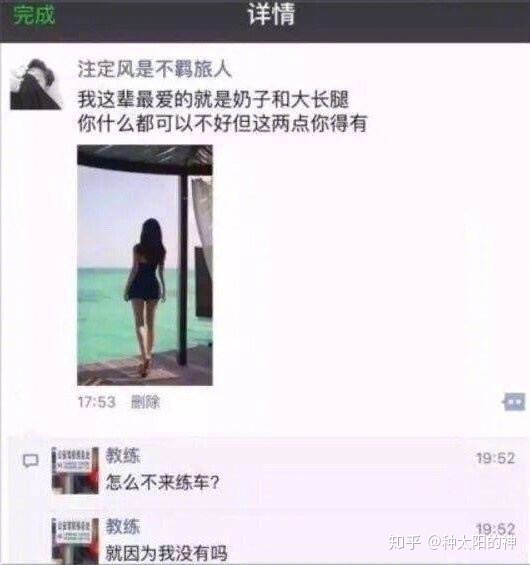 完成
详情
注定风是不羁旅人
我这辈最爱的就是奶子和大长腿
你什么都可以不好但这两点你得有
17:53 删除
教练 19:52
怎么不来练车?
教练 19:52
就因为我没有吗
知乎 @种太阳的神